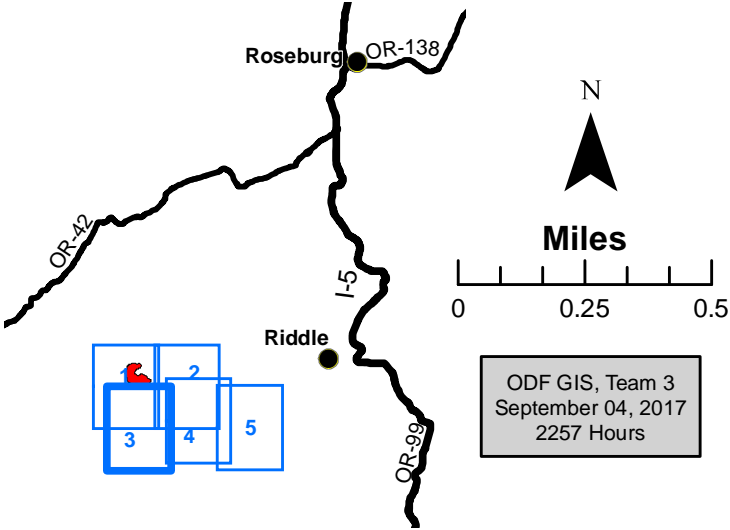 Roseburg
OR-138
N
OR-42
Miles
I-5
0 0.25 0.5
Riddle
1 2
3 4 5
OR-99
ODF GIS, Team 3
September 04, 2017
2257 Hours